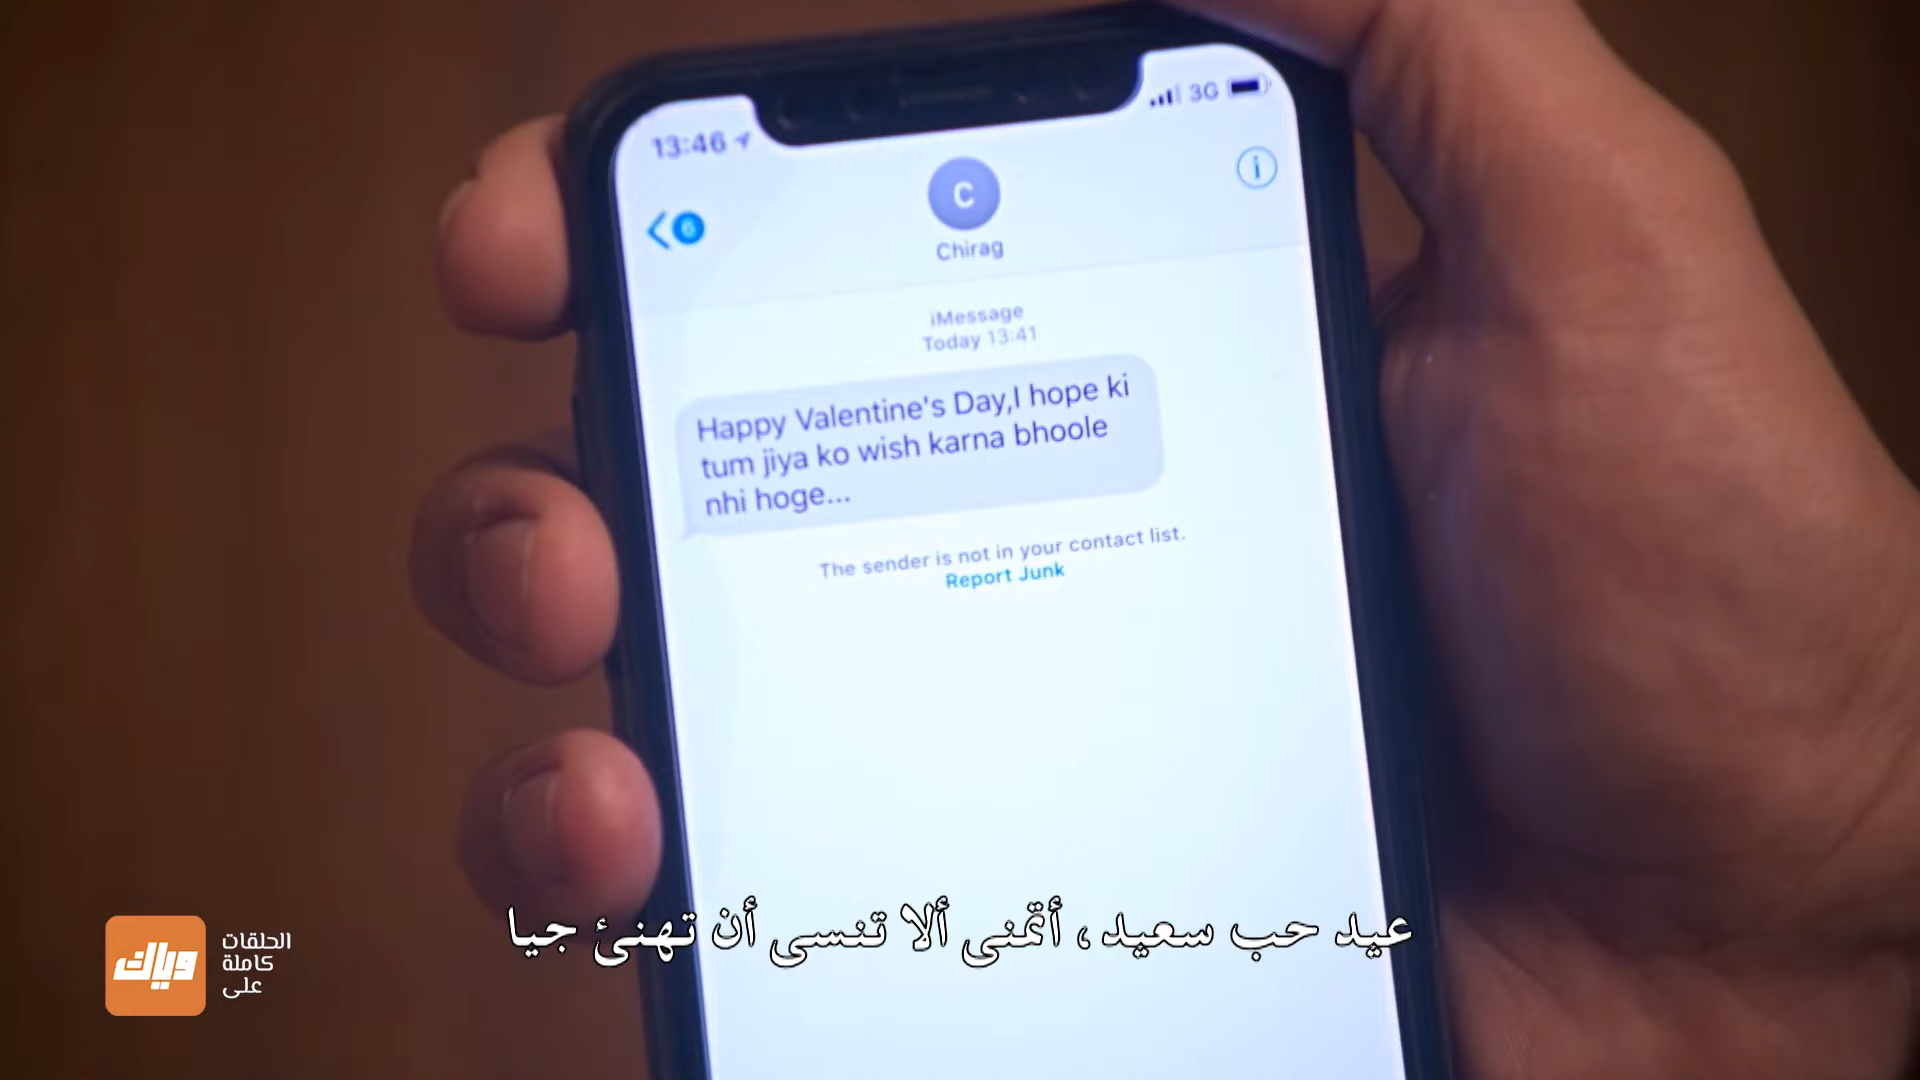 13:46
3G
6
C
Chirag
iMessage
Today 13:41
Happy Valentine's Day,I hope ki
tum jiya ko wish karna bhoole
nhi hoge...
The sender is not in your contact list.
Report Junk
عيد حب سعيد، أتمنى ألا تنسى أن تهنئ جيا
وياك
الحلقات
كاملة
على